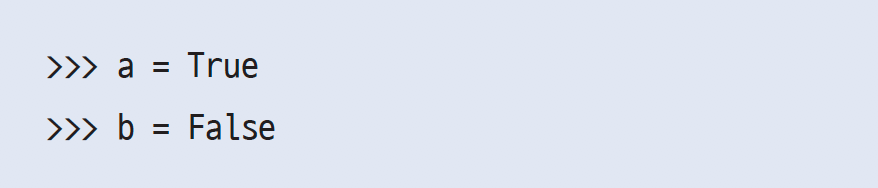 >>> a = True
>>> b = False